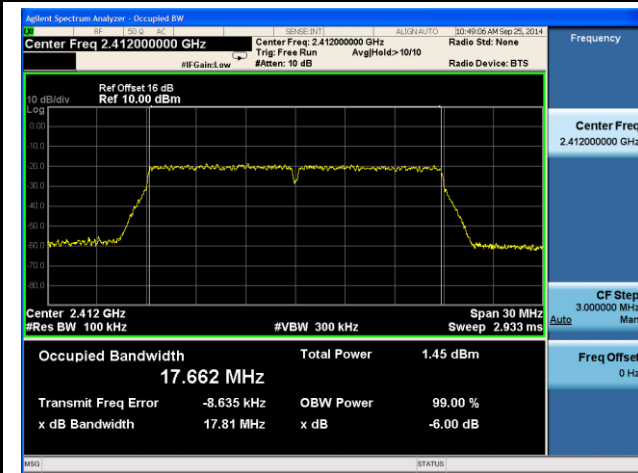 Agilent Spectrum Analyzer - Occupied BW
RF 50 Ω AC SENSE:INT ALIGN AUTO 10:49:06 AM Sep 25, 2014
Center Freq 2.412000000 GHz
Center Freq: 2.412000000 GHz
Radio Std: None
Trig: Free Run Avg|Hold:>10/10
#IFGain:Low #Atten: 10 dB Radio Device: BTS
Ref Offset 16 dB
10 dB/div Ref 10.00 dBm
Log
0.00
-10.0
-20.0
-30.0
-40.0
-50.0
-60.0
-70.0
-80.0
Center 2.412 GHz Span 30 MHz
#Res BW 100 kHz #VBW 300 kHz Sweep 2.933 ms
Occupied Bandwidth Total Power 1.45 dBm
17.662 MHz
Transmit Freq Error -8.635 kHz OBW Power 99.00 %
x dB Bandwidth 17.81 MHz x dB -6.00 dB
MSG STATUS
Frequency
Center Freq
2.412000000 GHz
CF Step
3.000000 MHz
Auto Man
Freq Offset
0 Hz